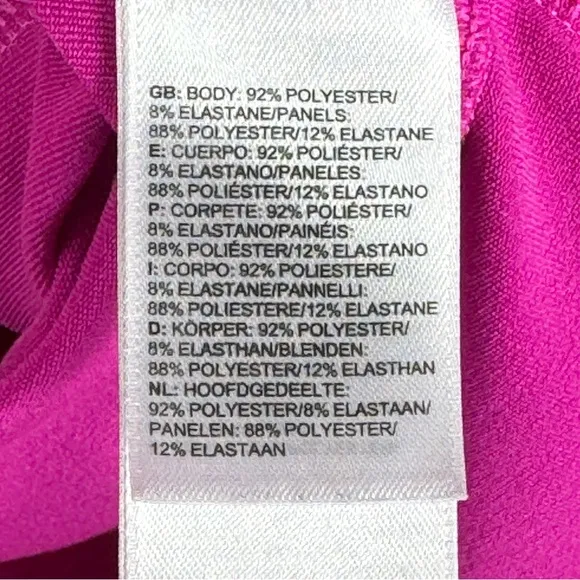 GB: BODY: 92% POLYESTER/
8% ELASTANE/PANELS:
88% POLYESTER/12% ELASTANE
E: CUERPO: 92% POLIÉSTER/
8% ELASTANO/PANELES:
88% POLIÉSTER/12% ELASTANO
P: CORPETE: 92% POLIÉSTER/
8% ELASTANO/PAINÉIS:
88% POLIÉSTER/12% ELASTANO
I: CORPO: 92% POLIESTERE/
8% ELASTANE/PANNELLI:
88% POLIESTERE/12% ELASTANE
D: KÖRPER: 92% POLYESTER/
8% ELASTHAN/BLENDEN:
88% POLYESTER/12% ELASTHAN
NL: HOOFDGEDEELTE:
92% POLYESTER/8% ELASTAAN/
PANELEN: 88% POLYESTER/
12% ELASTAAN